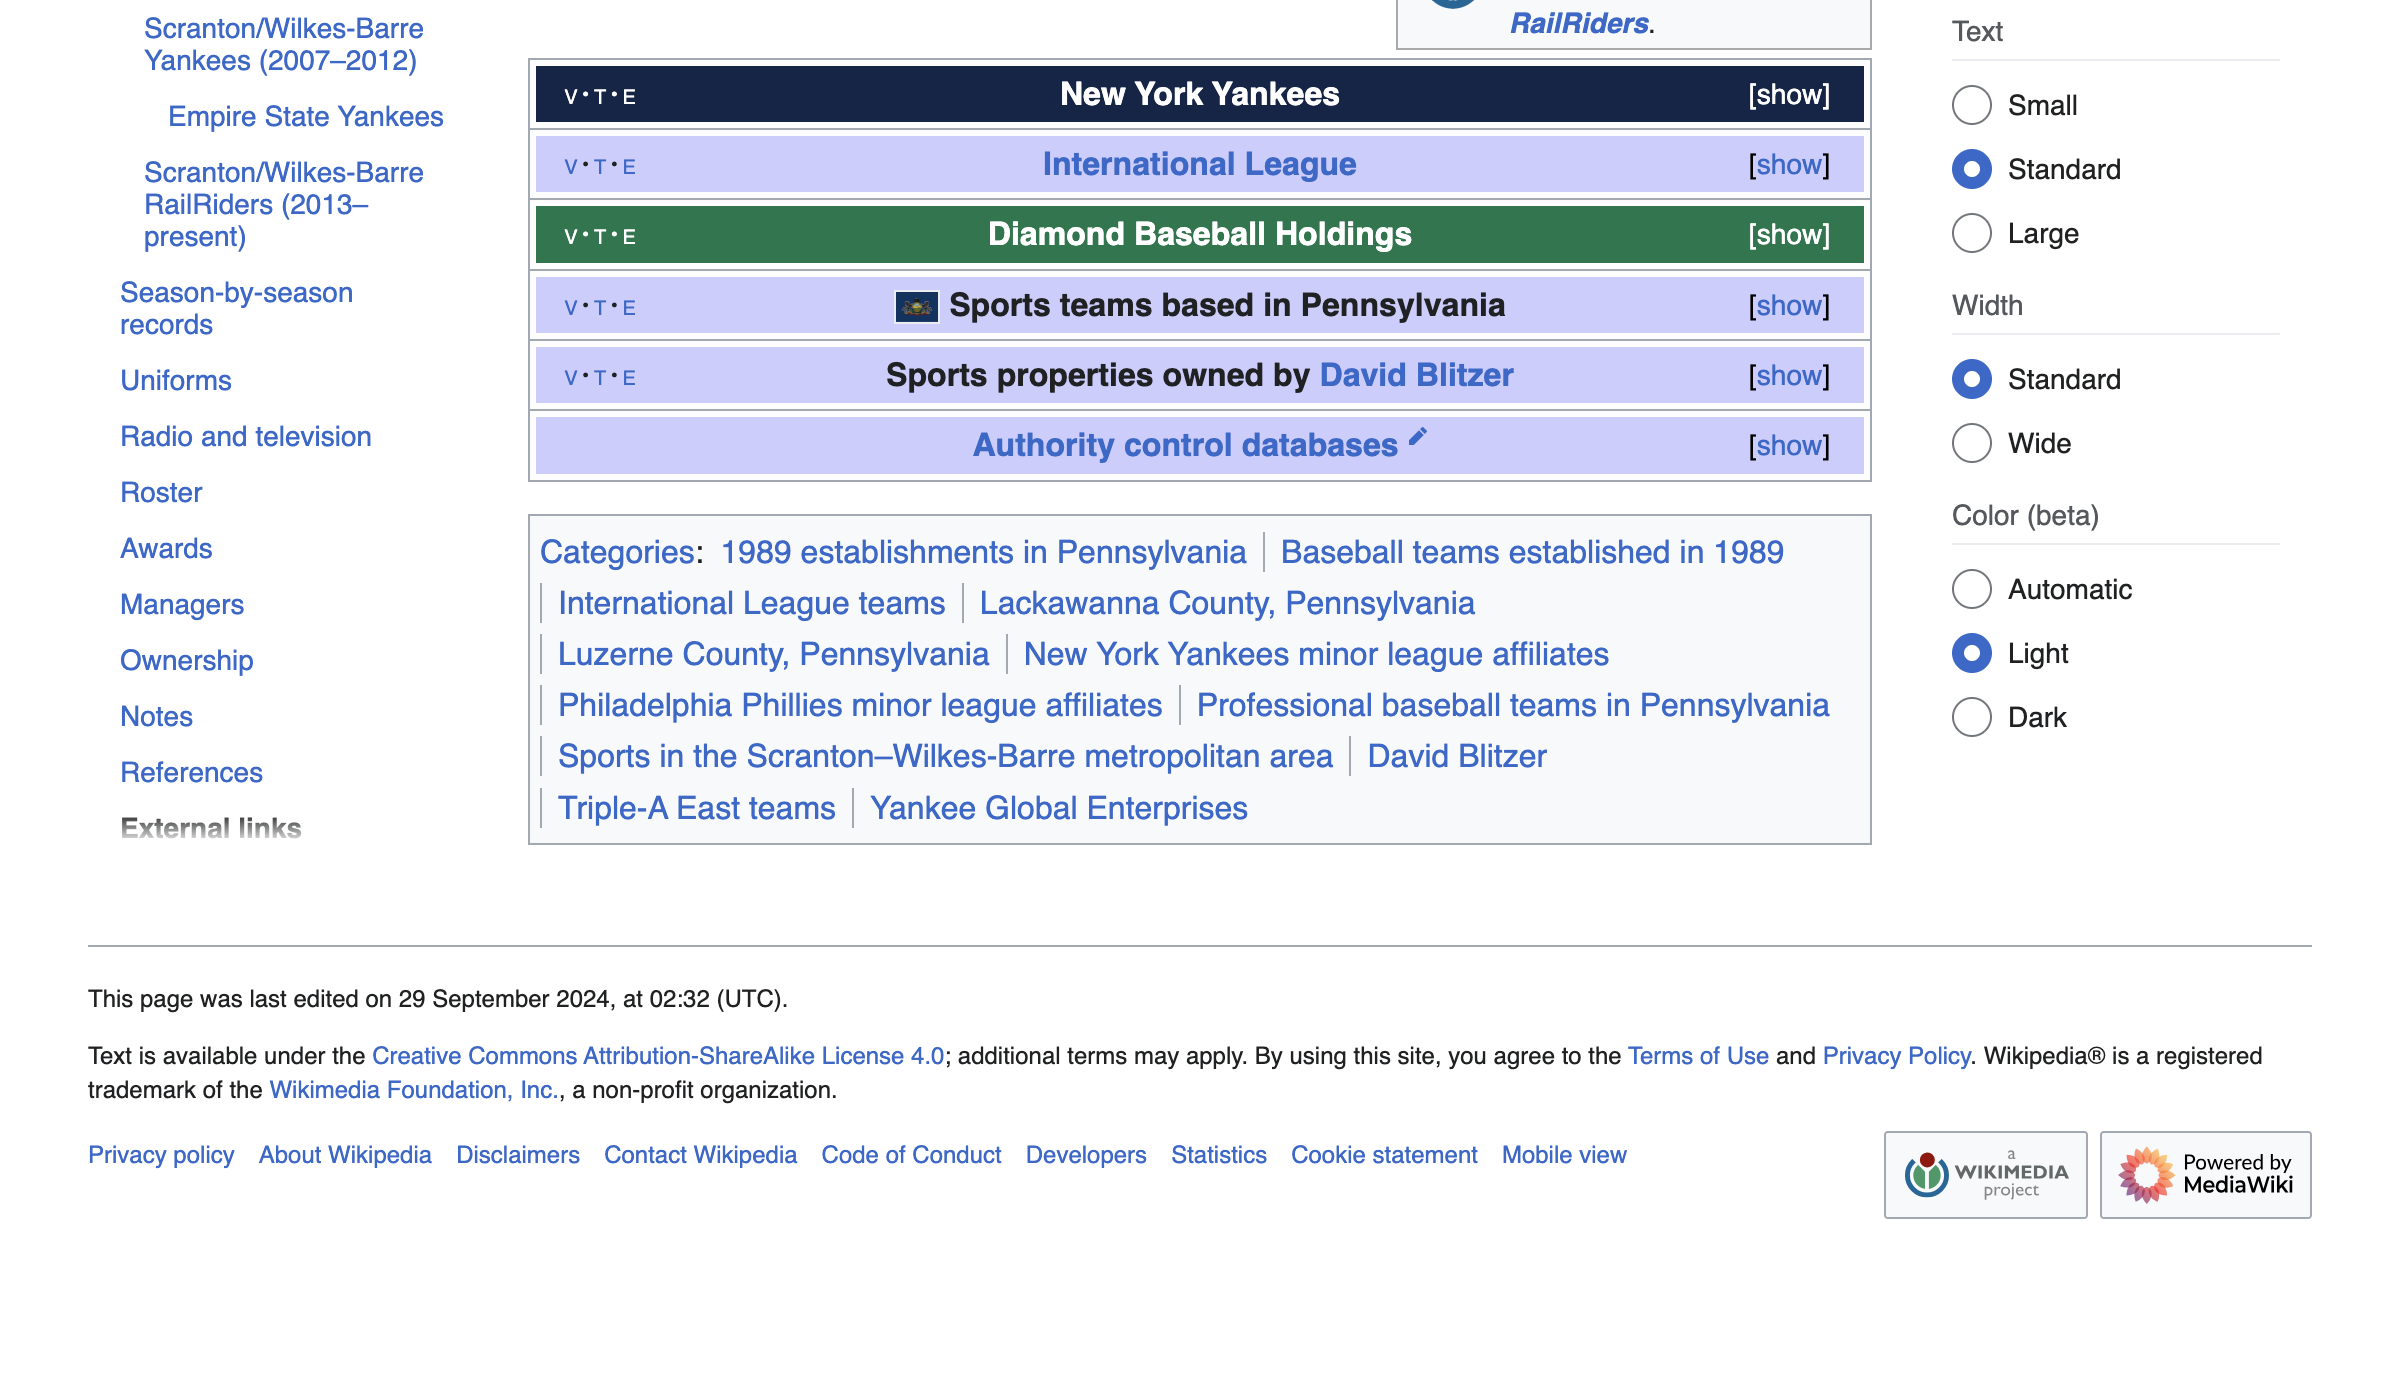 Scranton/Wilkes-Barre
Yankees (2007–2012)
Empire State Yankees
Scranton/Wilkes-Barre
RailRiders (2013–
present)
Season-by-season
records
Uniforms
Radio and television
Roster
Awards
Managers
Ownership
Notes
References
External links
RailRiders.
V·T·E New York Yankees [show]
V·T·E International League [show]
V·T·E Diamond Baseball Holdings [show]
V·T·E Sports teams based in Pennsylvania [show]
V·T·E Sports properties owned by David Blitzer [show]
Authority control databases [show]
Categories: 1989 establishments in Pennsylvania | Baseball teams established in 1989
| International League teams | Lackawanna County, Pennsylvania
| Luzerne County, Pennsylvania | New York Yankees minor league affiliates
| Philadelphia Phillies minor league affiliates | Professional baseball teams in Pennsylvania
| Sports in the Scranton–Wilkes-Barre metropolitan area | David Blitzer
| Triple-A East teams | Yankee Global Enterprises
Text
Small
Standard
Large
Width
Standard
Wide
Color (beta)
Automatic
Light
Dark
This page was last edited on 29 September 2024, at 02:32 (UTC).
Text is available under the Creative Commons Attribution-ShareAlike License 4.0; additional terms may apply. By using this site, you agree to the Terms of Use and Privacy Policy. Wikipedia® is a registered
trademark of the Wikimedia Foundation, Inc., a non-profit organization.
Privacy policy About Wikipedia Disclaimers Contact Wikipedia Code of Conduct Developers Statistics Cookie statement Mobile view
a
WIKIMEDIA
project
Powered by
MediaWiki